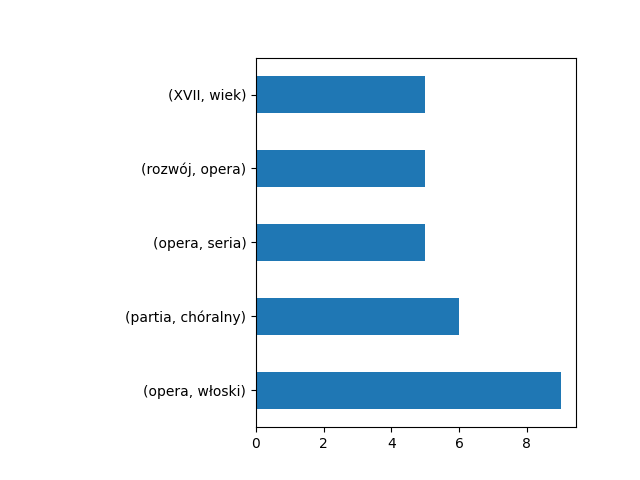 (XVII, wiek)
(rozwój, opera)
(opera, seria)
(partia, chóralny)
(opera, włoski)
0 2 4 6 8